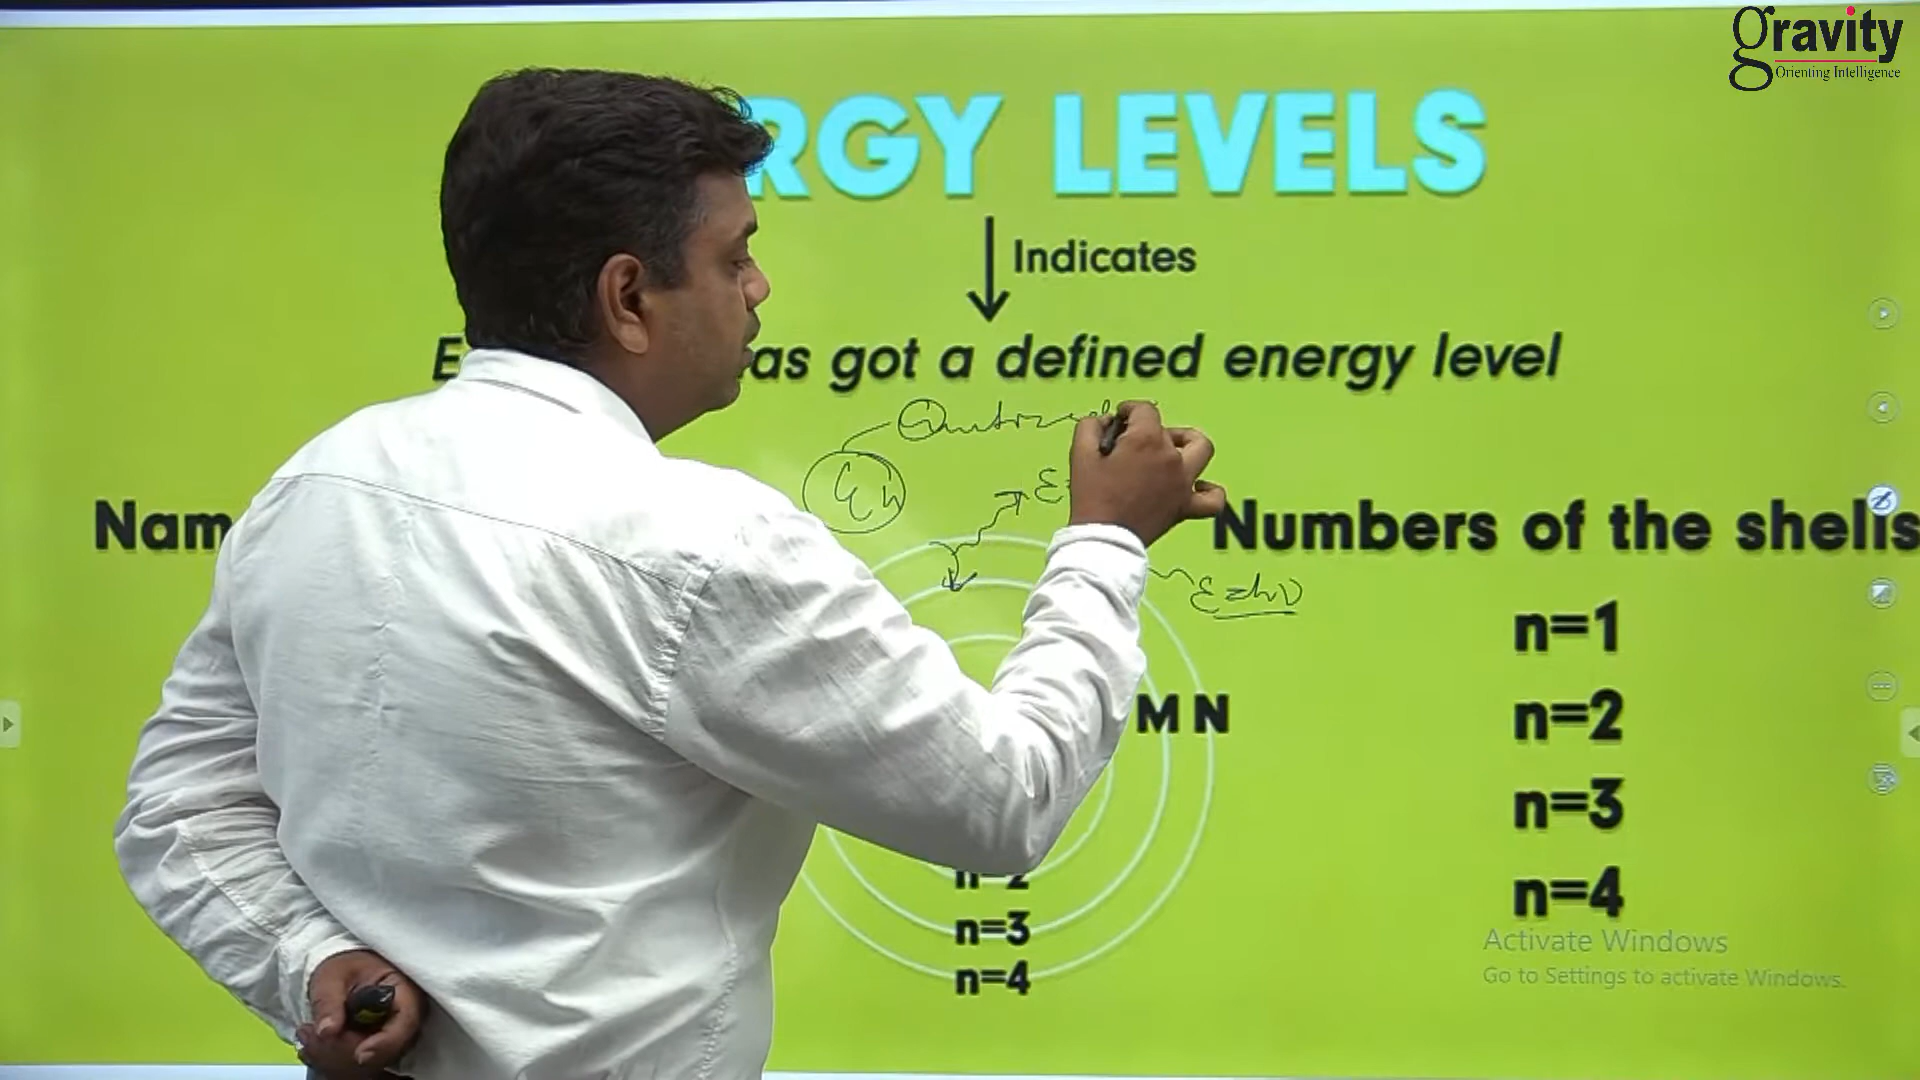 gravity
Orienting Intelligence
RGY LEVELS
Indicates
as got a defined energy level
Nam
Numbers of the shells
E=hν
n=1
M N
n=2
n=3
n=2
n=4
n=3
n=4
Activate Windows
Go to Settings to activate Windows.